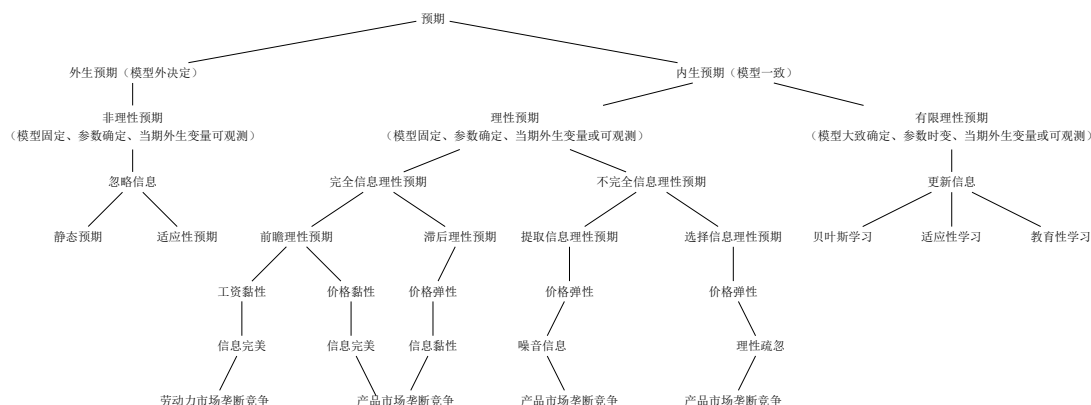 预期
外生预期（模型外决定）
内生预期（模型一致）
非理性预期
（模型固定、参数确定、当期外生变量可观测）
理性预期
（模型固定、参数确定、当期外生变量或可观测）
有限理性预期
（模型大致确定、参数时变、当期外生变量或可观测）
忽略信息
完全信息理性预期
不完全信息理性预期
更新信息
静态预期
适应性预期
前瞻理性预期
滞后理性预期
提取信息理性预期
选择信息理性预期
贝叶斯学习
适应性学习
教育性学习
工资黏性
价格黏性
价格弹性
价格弹性
价格弹性
信息完美
信息完美
信息黏性
噪音信息
理性疏忽
劳动力市场垄断竞争
产品市场垄断竞争
产品市场垄断竞争
产品市场垄断竞争